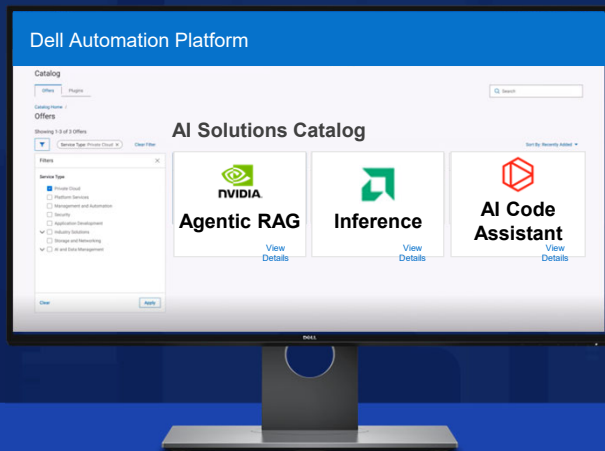 Dell Automation Platform
Catalog
Offers Plugins
Search
Catalog Home >
Offers
Showing 1-3 of 3 Offers
AI Solutions Catalog
Service Type: Private Cloud ×
Clear Filter
Sort By: Recently Added
Filters
Service Type
Private Cloud
Platform Services
Management and Automation
Security
Application Development
Industry Solutions
Storage and Networking
AI and Data Management
Clear Apply
NVIDIA
Agentic RAG
View
Details
Inference
View
Details
AI Code
Assistant
View
Details
DELL